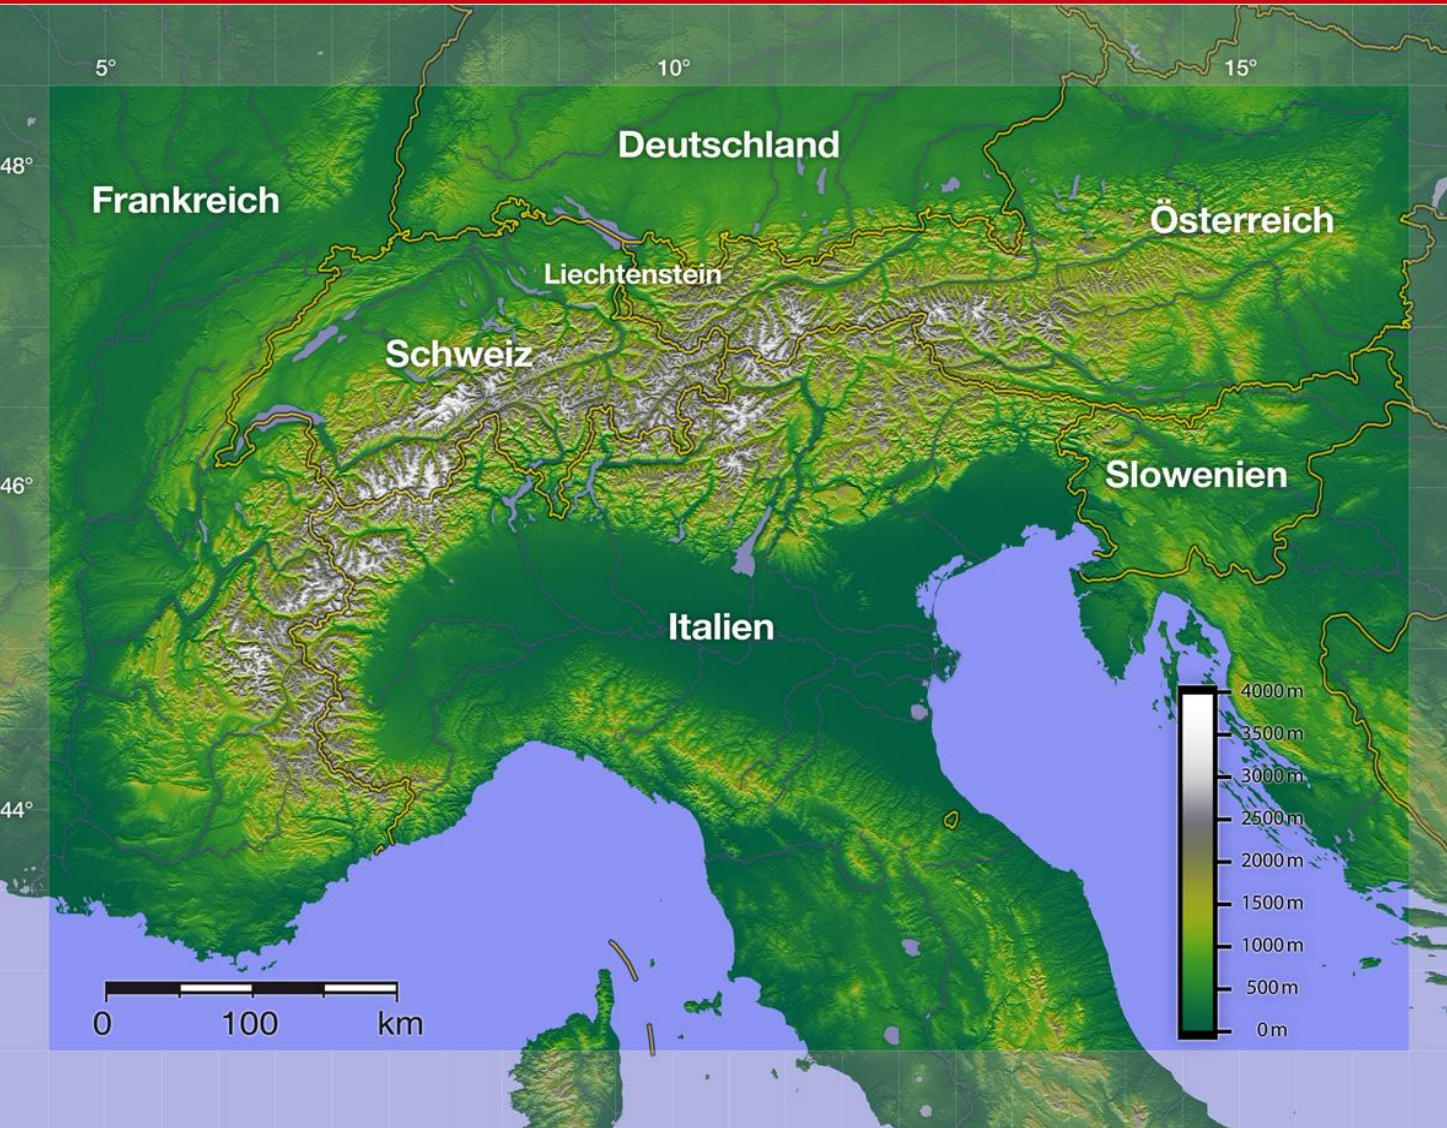 5° 10° 15°
48°
Deutschland
Frankreich
Österreich
Liechtenstein
Schweiz
46°
Slowenien
Italien
4000 m
3500 m
3000 m
44°
2500 m
2000 m
1500 m
1000 m
500 m
0 m
0 100 km